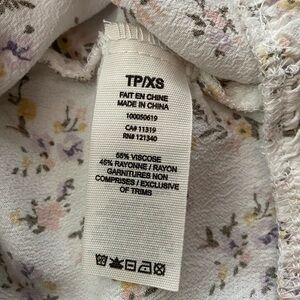 TP/XS
FAIT EN CHINE
MADE IN CHINA
100050619
CA# 11319
RN# 121340
55% VISCOSE
45% RAYONNE / RAYON
GARNITURES NON
COMPRISES / EXCLUSIVE
OF TRIMS